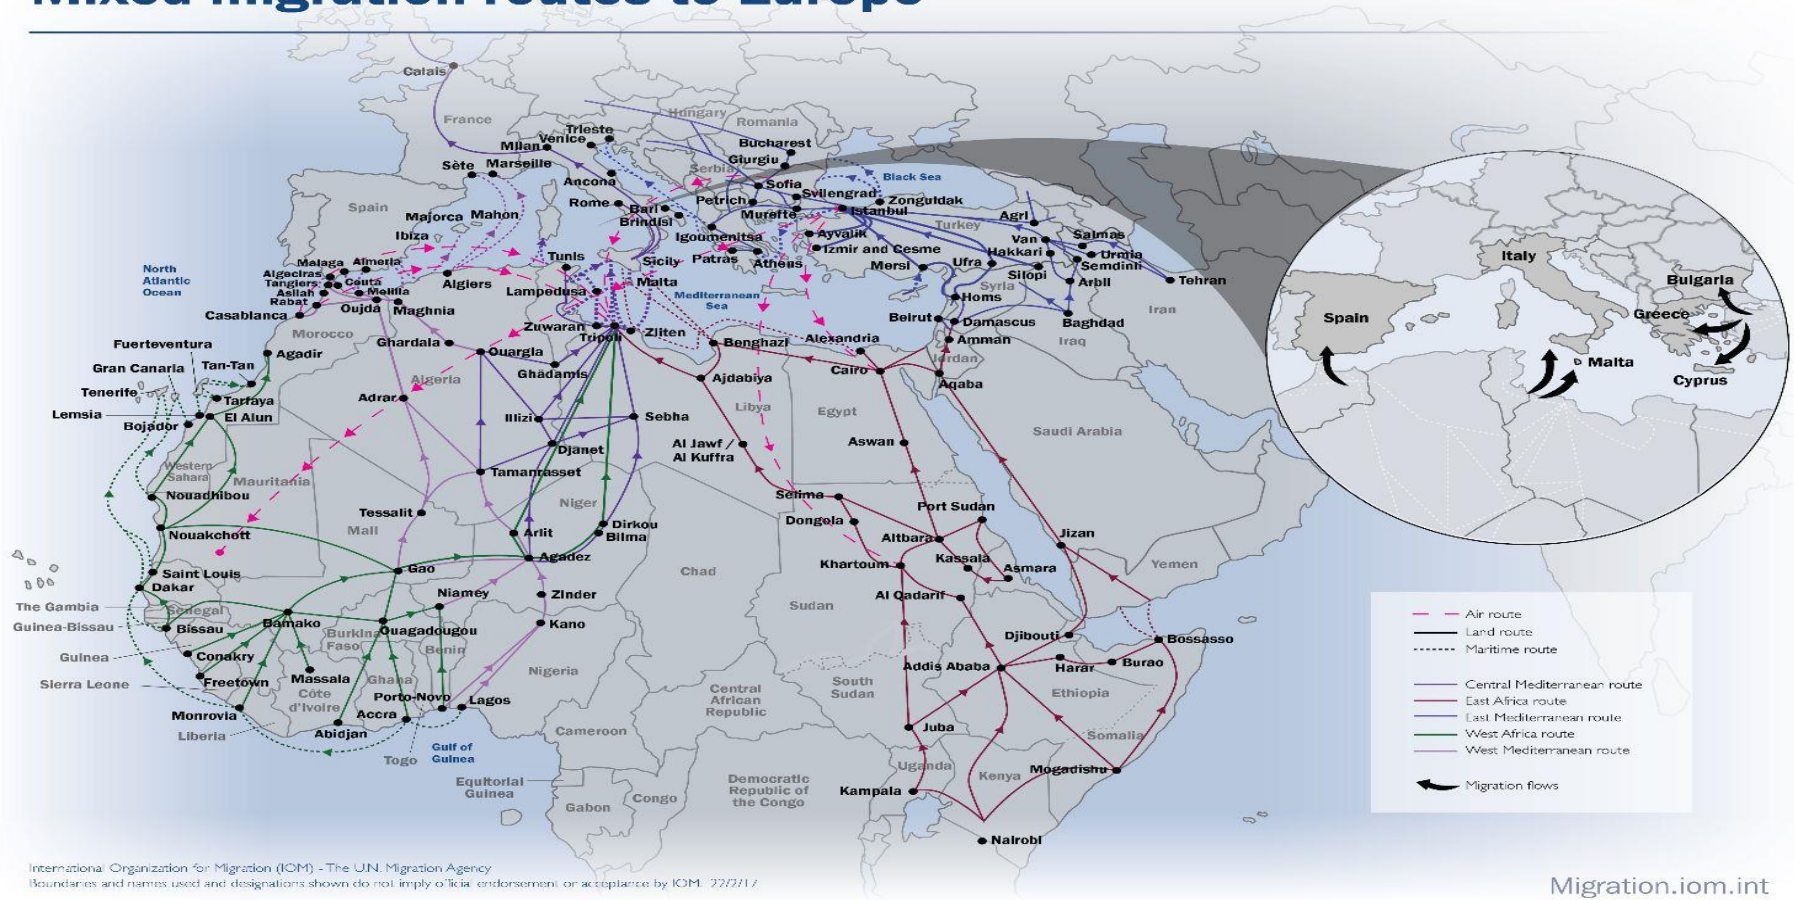 Mixed migration routes to Europe
Calais
France
Hungary
Romania
Trieste
Venice
Milan
Bucharest
Giurgiu
Sète
Marseille
Serbia
Ancona
Sofia
Black Sea
Svilengrad
Spain
Rome
Bari
Petrich
Zonguldak
Majorca
Mahon
Brindisi
Murefte
Istanbul
Agri
Turkey
Ibiza
Igoumenitsa
Ayvalik
Van
Salmas
Izmir and Cesme
Hakkari
Urmia
Tunis
Sicily
Patras
Athens
Mersi
Ufra
Semdinli
Silopi
Malaga
Almeria
North
Atlantic
Ocean
Algeciras
Tangiers
Ceuta
Asilah
Melilla
Rabat
Algiers
Lampedusa
Malta
Mediterranean
Sea
Syria
Arbil
Tehran
Casablanca
Oujda
Maghnia
Homs
Iran
Zuwaran
Zliten
Beirut
Damascus
Baghdad
Morocco
Ghardala
Tripoli
Benghazi
Alexandria
Amman
Iraq
Fuerteventura
Agadir
Ouargla
Jordan
Gran Canaria
Tan-Tan
Ghadamis
Ajdabiya
Cairo
Aqaba
Algeria
Tenerife
Tarfaya
Adrar
Libya
Egypt
Lemsia
El Alun
Illizi
Sebha
Bojador
Saudi Arabia
Al Jawf /
Al Kuffra
Aswan
Djanet
Western
Sahara
Tamanrasset
Mauritania
Nouadhibou
Selima
Niger
Port Sudan
Tessalit
Dongola
Mali
Dirkou
Nouakchott
Arlit
Bilma
Altbara
Jizan
Agadez
Kassala
Khartoum
Asmara
Yemen
Saint Louis
Gao
Chad
Dakar
Niamey
Zinder
Al Qadarif
The Gambia
Senegal
Sudan
Guinea-Bissau
Bissau
Bamako
Burkina
Faso
Ouagadougou
Kano
Djibouti
Bossasso
Benin
Guinea
Conakry
Harar
Burao
Addis Ababa
Massala
Ghana
Nigeria
Sierra Leone
Freetown
South
Sudan
Côte
d'Ivoire
Porto-Novo
Lagos
Central
African
Republic
Ethiopia
Monrovia
Accra
Juba
Liberia
Abidjan
Cameroon
Somalia
Togo
Gulf of
Guinea
Uganda
Kenya
Mogadishu
Equitorial
Guinea
Democratic
Republic of
the Congo
Kampala
Gabon
Congo
Nairobi
Italy
Bulgaria
Spain
Greece
Malta
Cyprus
Air route
Land route
Maritime route
Central Mediterranean route
East Africa route
East Mediterranean route
West Africa route
West Mediterranean route
Migration flows
International Organization for Migration (IOM) - The U.N. Migration Agency
Boundaries and names used and designations shown do not imply official endorsement or acceptance by IOM. 22/2/17
Migration.iom.int